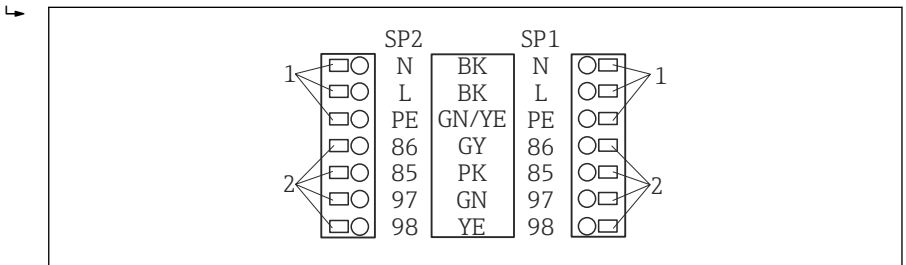 SP2 SP1
N BK N
1 1
L BK L
PE GN/YE PE
86 GY 86
85 PK 85
2 2
97 GN 97
98 YE 98